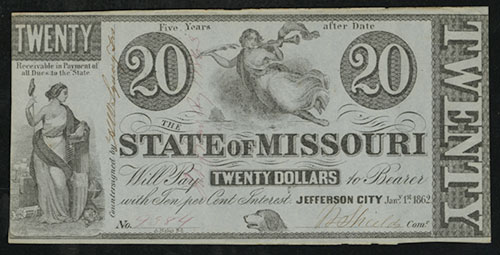 Five Years after Date
TWENTY
Receivable in Payment of
all Dues to the State
20 20
THE
STATE OF MISSOURI
Will Pay TWENTY DOLLARS to Bearer
with Ten per Cent Interest. JEFFERSON CITY Jany. 1st. 1862
No. Comr.
Countersigned by
TWENTY